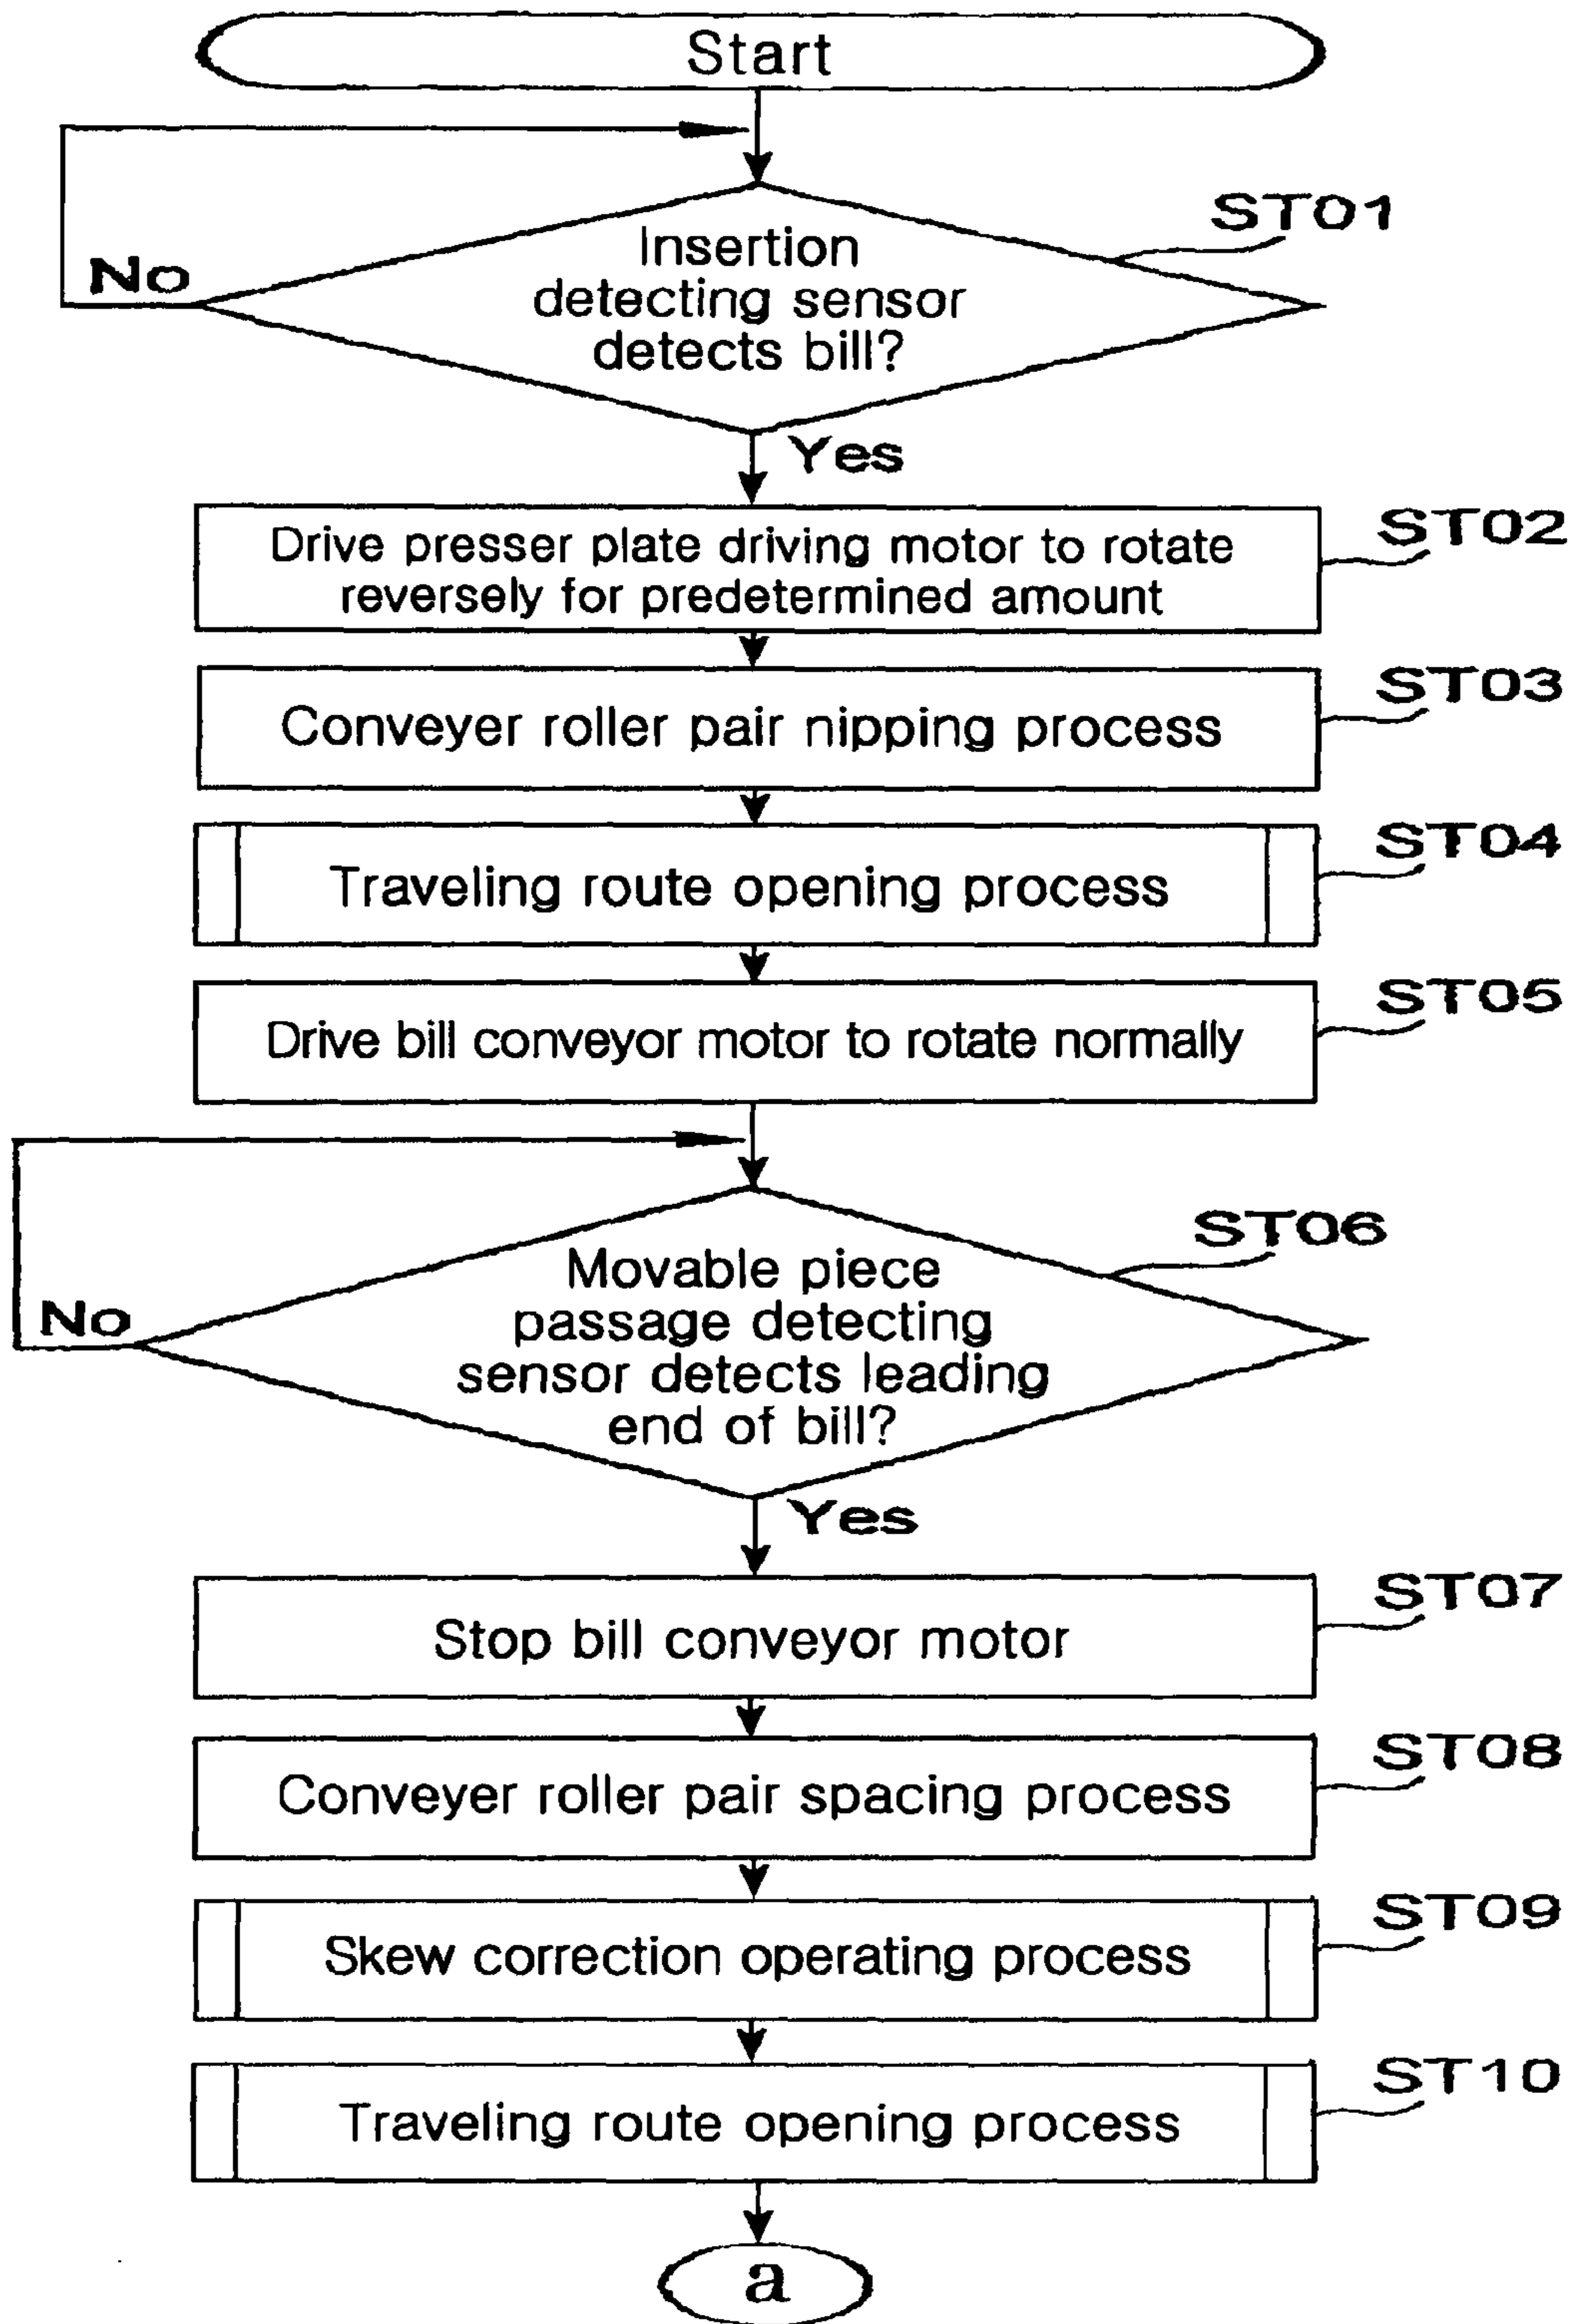 Start
ST01
Insertion
detecting sensor
detects bill?
No
Yes
ST02
Drive presser plate driving motor to rotate
reversely for predetermined amount
ST03
Conveyer roller pair nipping process
ST04
Traveling route opening process
ST05
Drive bill conveyor motor to rotate normally
ST06
Movable piece
passage detecting
sensor detects leading
end of bill?
No
Yes
ST07
Stop bill conveyor motor
ST08
Conveyer roller pair spacing process
ST09
Skew correction operating process
ST10
Traveling route opening process
a